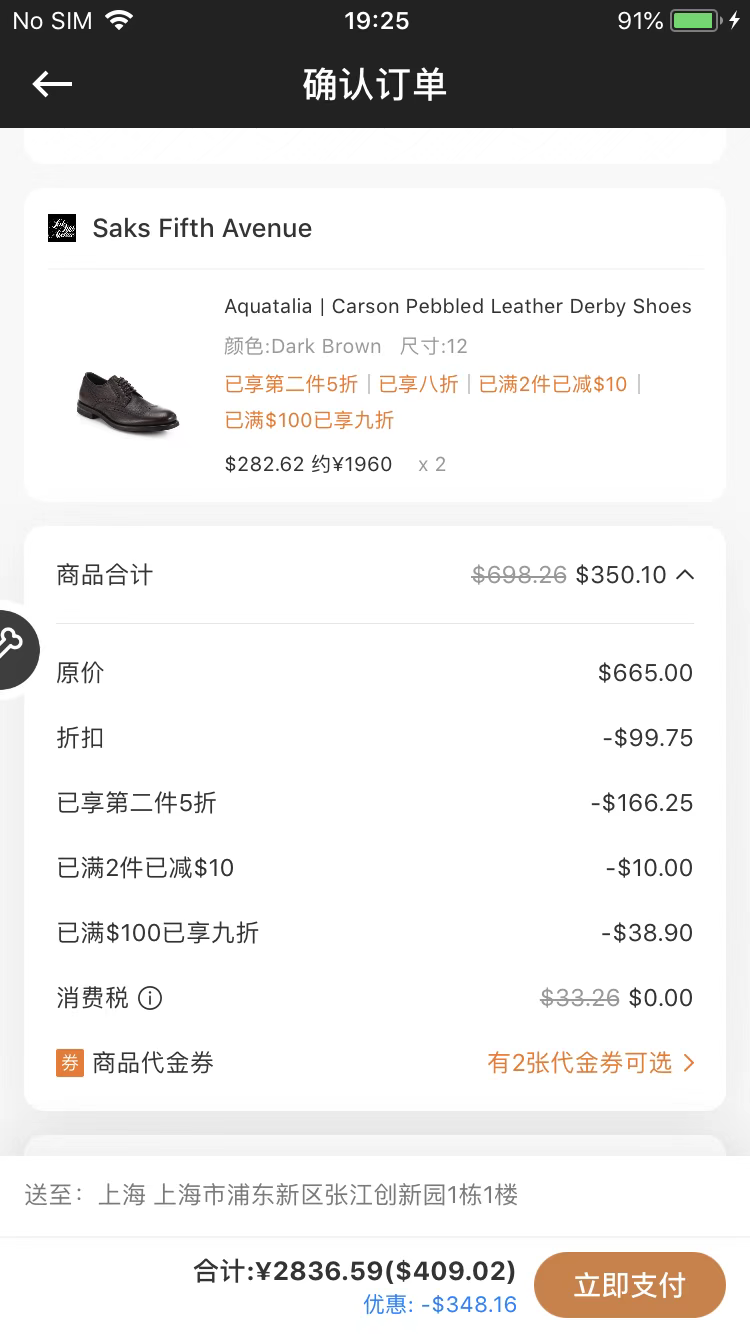 No SIM 19:25 91%
确认订单
Saks Fifth Avenue
Aquatalia | Carson Pebbled Leather Derby Shoes
颜色:Dark Brown 尺寸:12
已享第二件5折 | 已享八折 | 已满2件已减$10 |
已满$100已享九折
$282.62 约¥1960 x 2
商品合计 $698.26 $350.10
原价 $665.00
折扣 -$99.75
已享第二件5折 -$166.25
已满2件已减$10 -$10.00
已满$100已享九折 -$38.90
消费税 $33.26 $0.00
券 商品代金券 有2张代金券可选
送至：上海 上海市浦东新区张江创新园1栋1楼
合计:¥2836.59($409.02)
优惠: -$348.16
立即支付